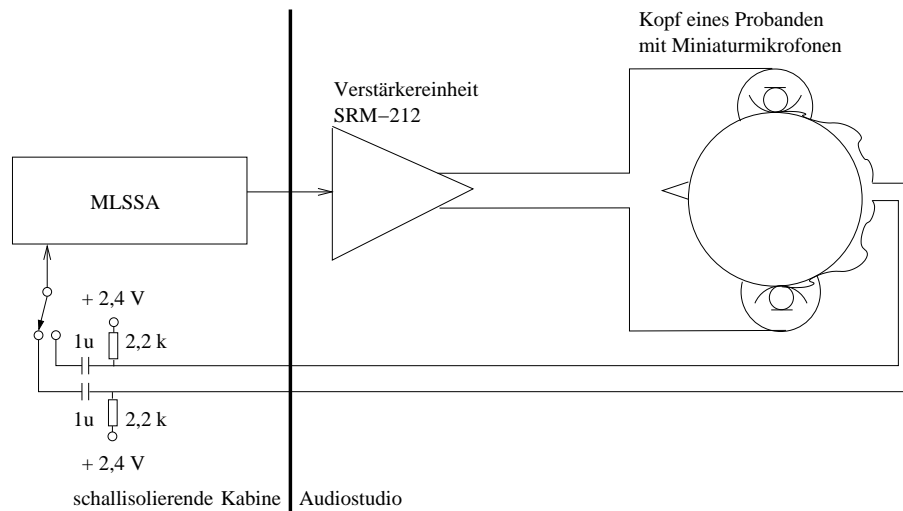 Kopf eines Probanden
mit Miniaturmikrofonen
Verstärkereinheit
SRM−212
MLSSA
+ 2,4 V
1u
2,2 k
1u
2,2 k
+ 2,4 V
schallisolierende Kabine
Audiostudio